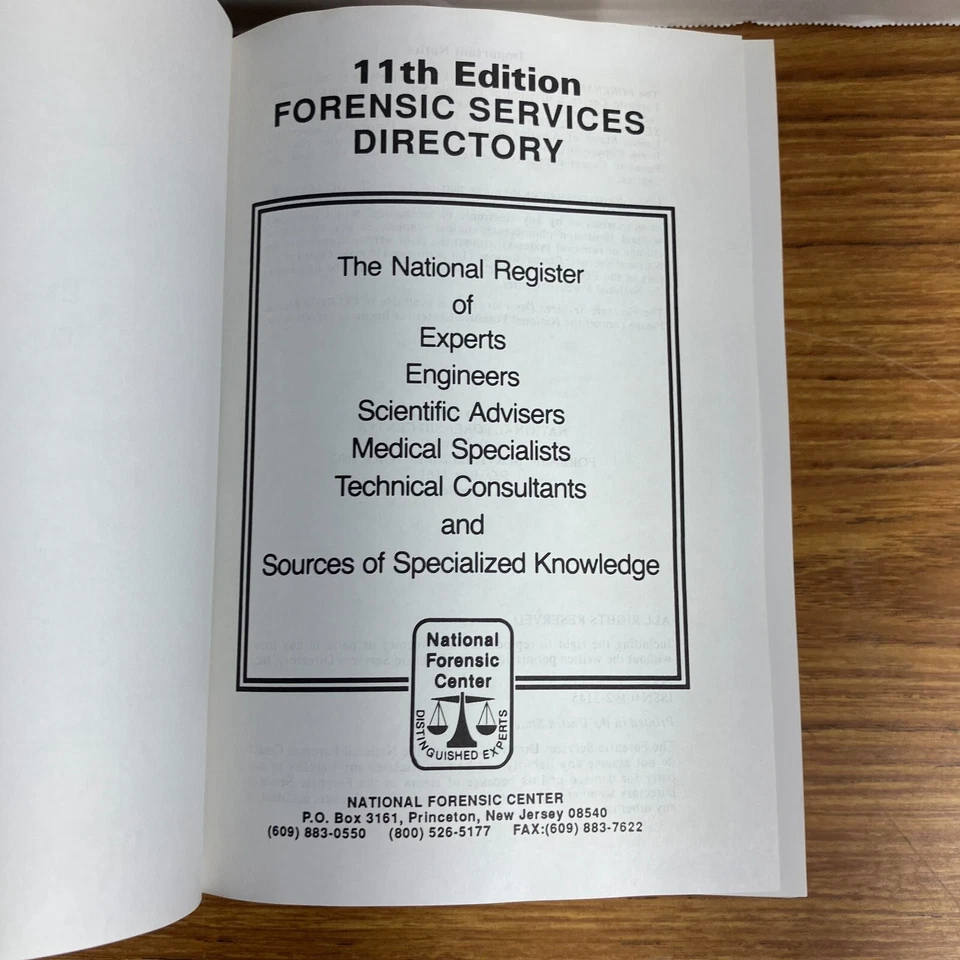 11th Edition
FORENSIC SERVICES
DIRECTORY
The National Register
of
Experts
Engineers
Scientific Advisers
Medical Specialists
Technical Consultants
and
Sources of Specialized Knowledge
National
Forensic
Center
DISTINGUISHED EXPERTS
NATIONAL FORENSIC CENTER
P.O. Box 3161, Princeton, New Jersey 08540
(609) 883-0550 (800) 526-5177 FAX:(609) 883-7622